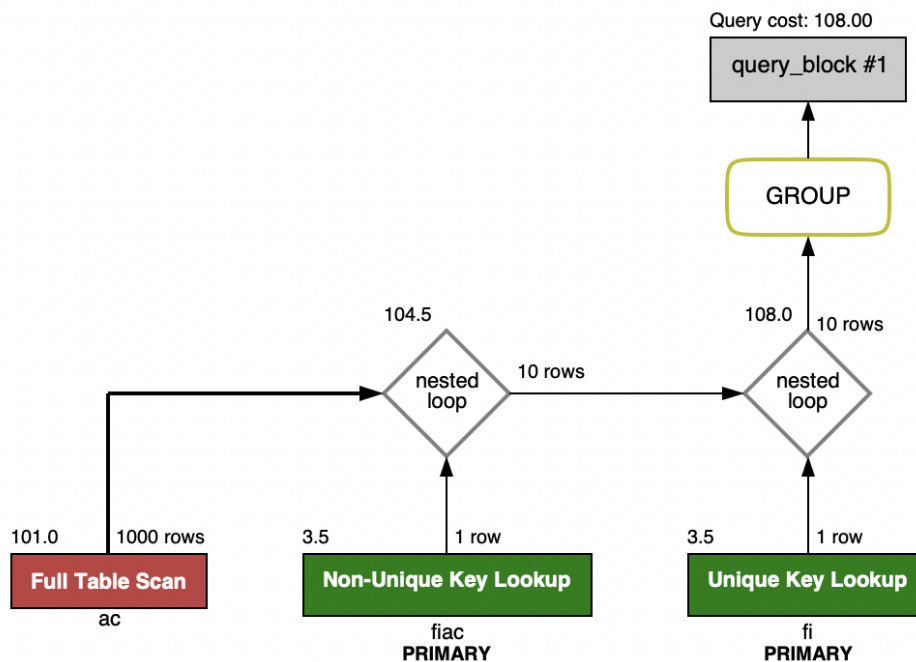 Query cost: 108.00
query_block #1
GROUP
104.5
108.0
10 rows
nested
loop
10 rows
nested
loop
101.0
1000 rows
3.5
1 row
3.5
1 row
Full Table Scan
Non-Unique Key Lookup
Unique Key Lookup
ac
fiac
PRIMARY
fi
PRIMARY